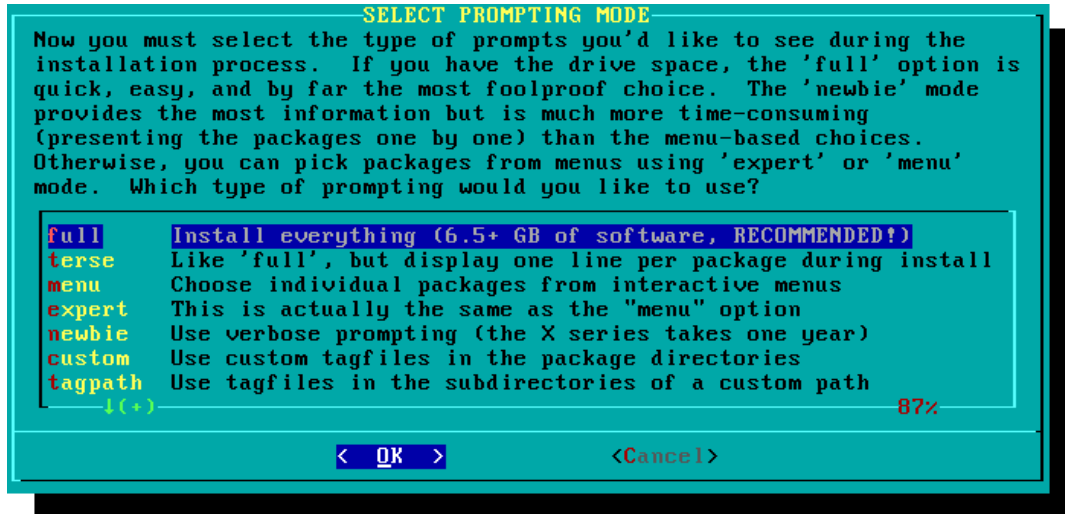 SELECT PROMPTING MODE
Now you must select the type of prompts you'd like to see during the
installation process.  If you have the drive space, the 'full' option is
quick, easy, and by far the most foolproof choice.  The 'newbie' mode
provides the most information but is much more time-consuming
(presenting the packages one by one) than the menu-based choices.
Otherwise, you can pick packages from menus using 'expert' or 'menu'
mode.  Which type of prompting would you like to use?
full Install everything (6.5+ GB of software, RECOMMENDED!)
terse Like 'full', but display one line per package during install
menu Choose individual packages from interactive menus
expert This is actually the same as the "menu" option
newbie Use verbose prompting (the X series takes one year)
custom Use custom tagfiles in the package directories
tagpath Use tagfiles in the subdirectories of a custom path
↓(+) 87%
< OK > <Cancel>